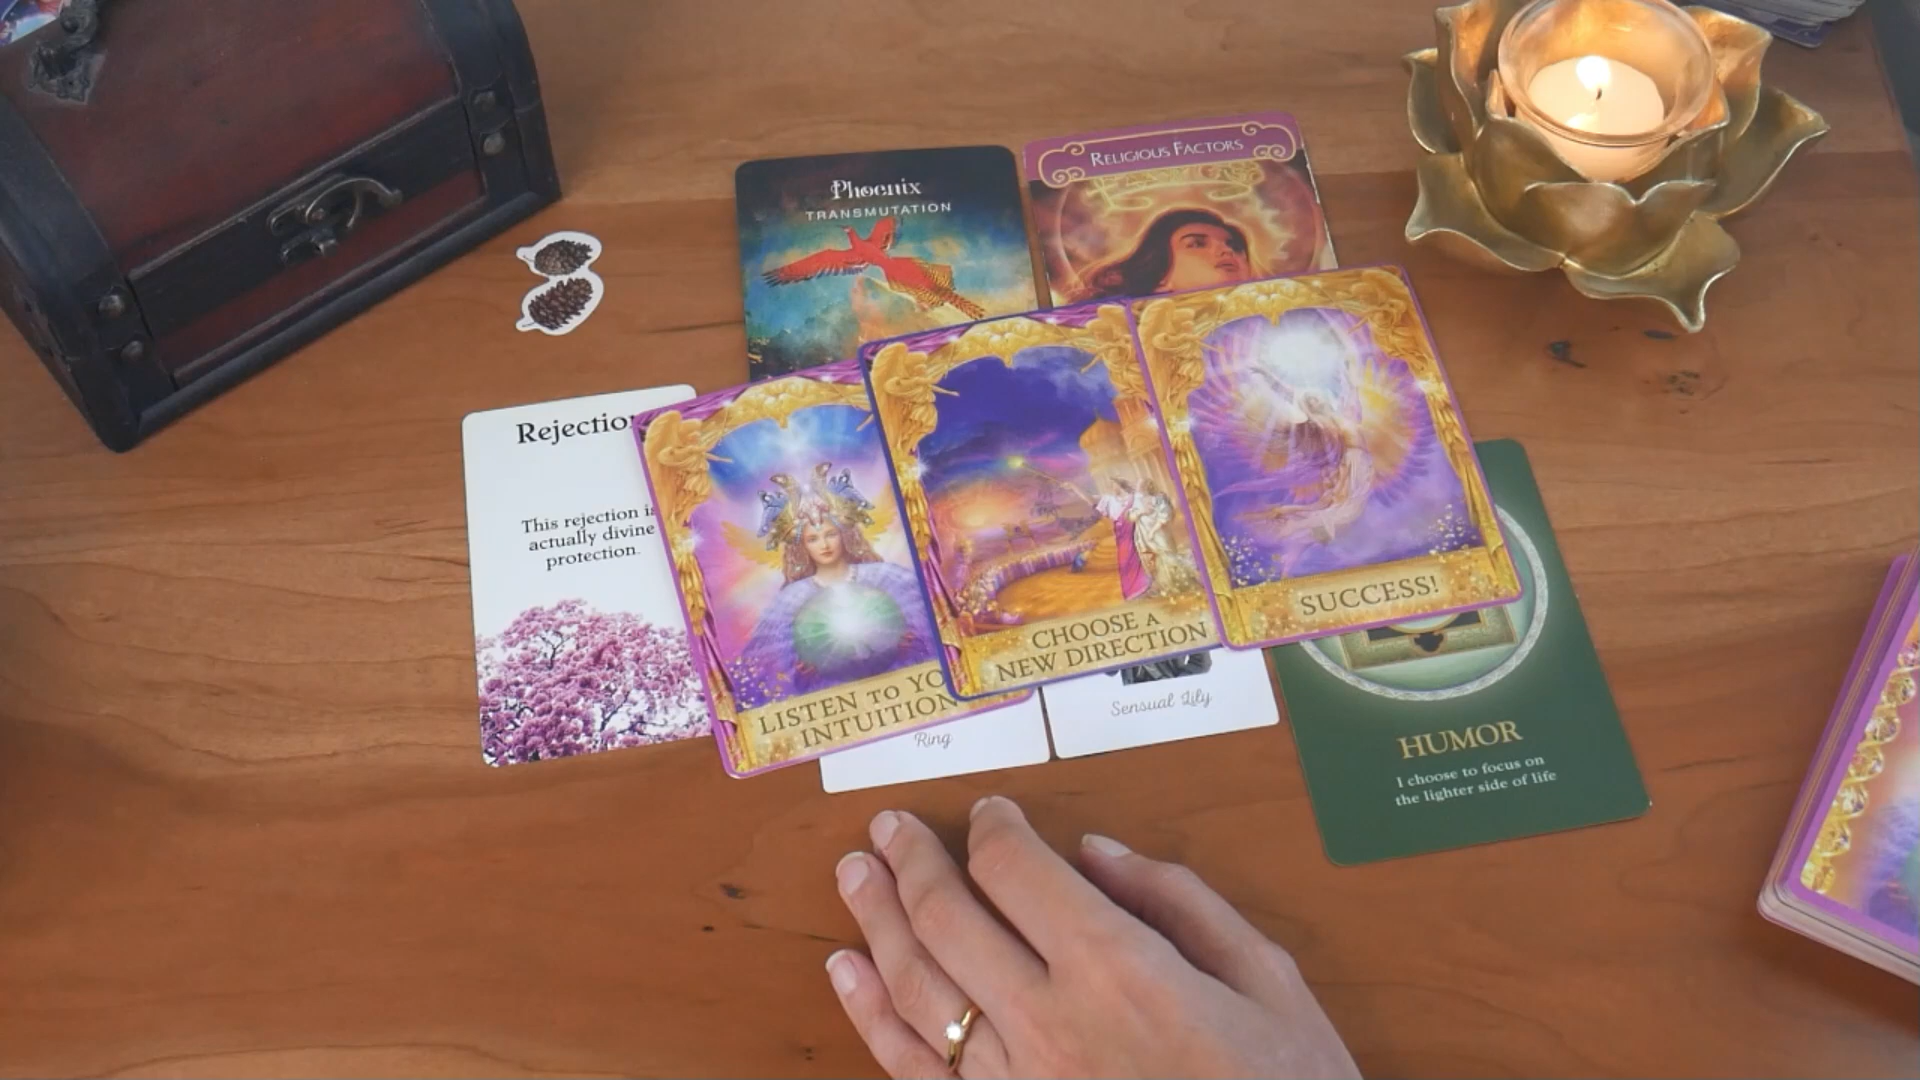 Phoenix
TRANSMUTATION
RELIGIOUS FACTORS
Rejection
This rejection is
actually divine
protection.
LISTEN TO YO
INTUITION
CHOOSE A
NEW DIRECTION
SUCCESS!
Ring
Sensual Lily
HUMOR
I choose to focus on
the lighter side of life